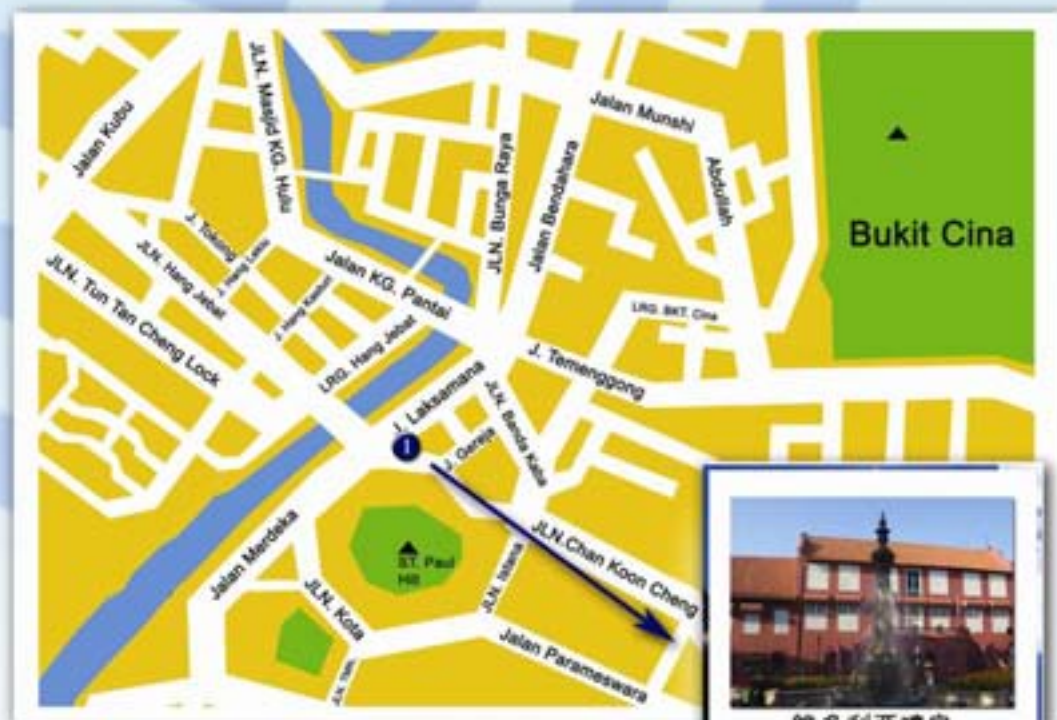 Jalan Kubu
JLN. Masjid KG. Hulu
JLN. Bunga Raya
Jalan Bendahara
Jalan Munshi
Abdullah
Bukit Cina
J. Tokung
J. Hang Lekiu
JLN. Hang Jebat
J. Hang Kasturi
Jalan KG. Pantai
JLN. Tun Tan Cheng Lock
LRG. Hang Jebat
LRG. BKT. Cina
J. Temenggong
J. Laksamana
JLN. Banda Kaba
1
J. Gereja
Jalan Merdeka
ST. Paul
Hill
JLN. Kota
JLN. Istana
JLN.Chan Koon Cheng
Jalan Parameswara